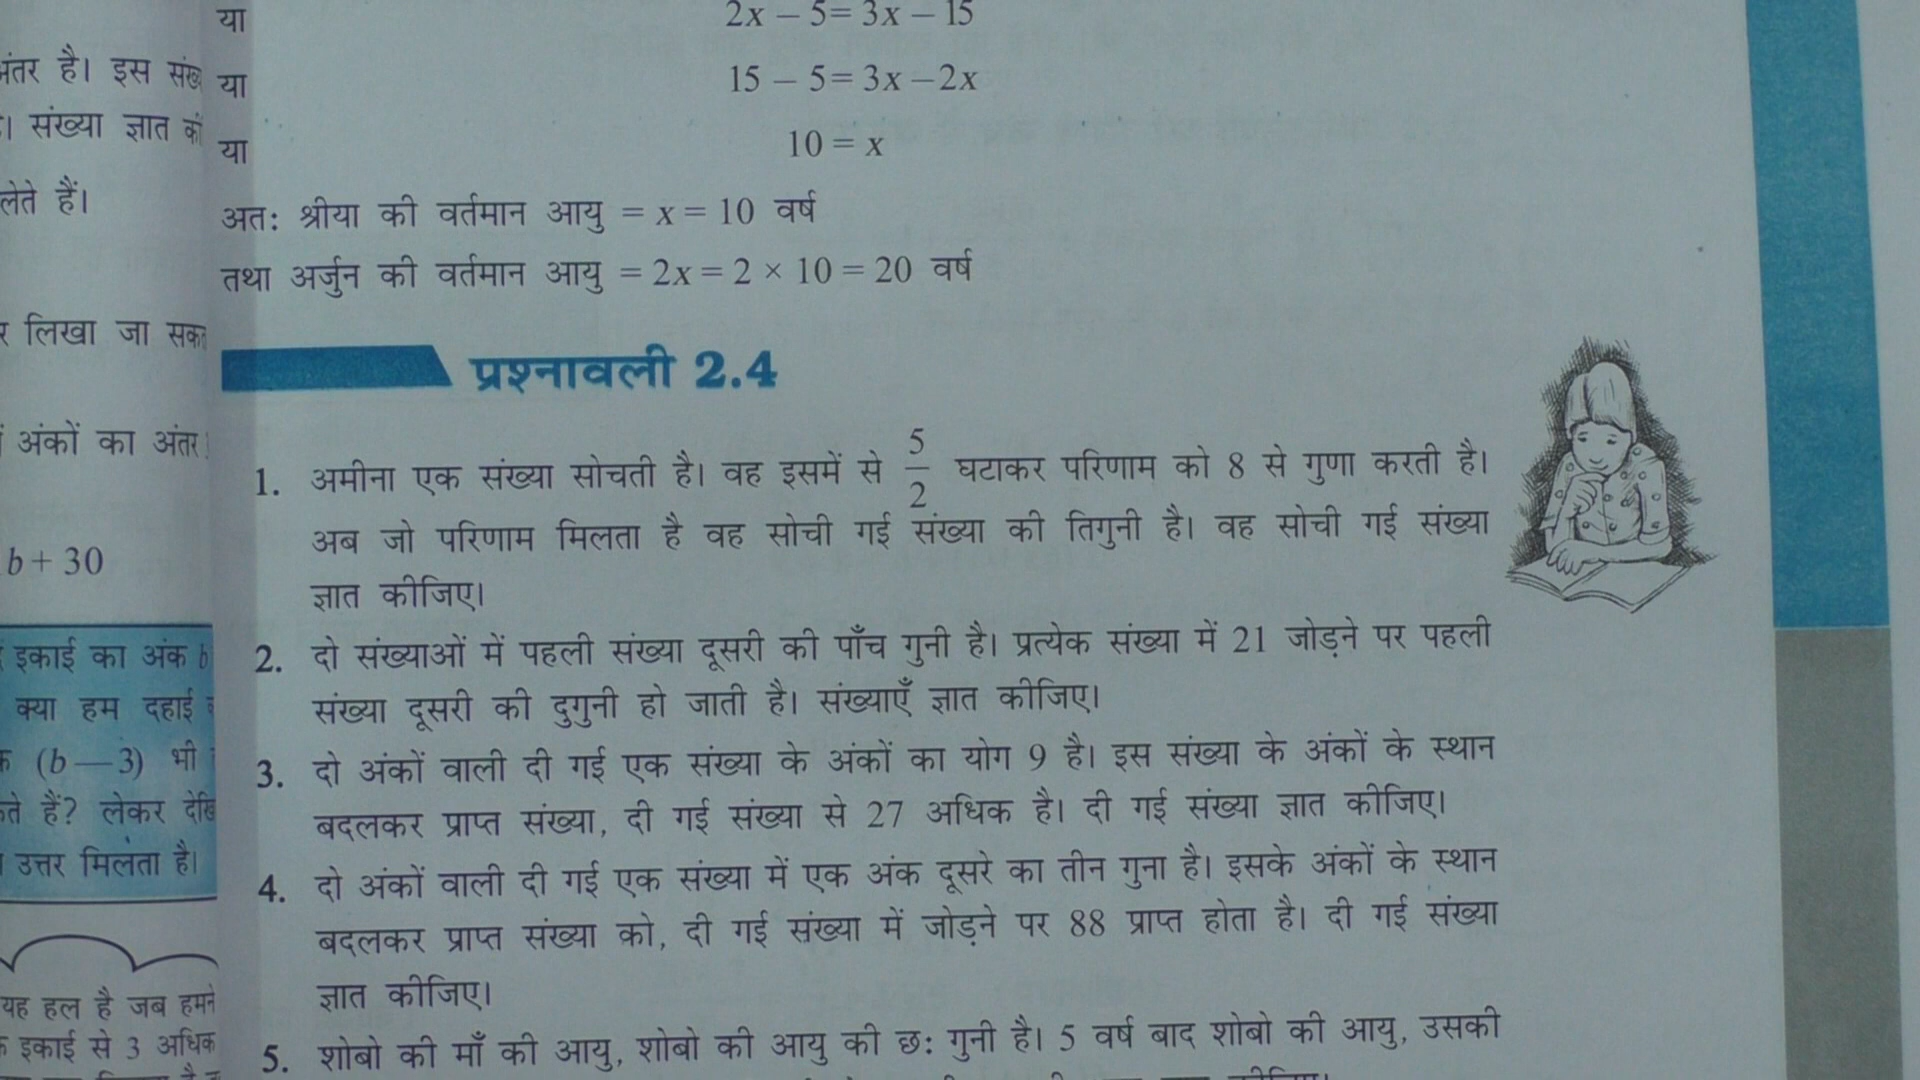 अंतर है। इस
। संख्या ज्ञात
लेते हैं।
लिखा जा
अंकों का अंतर
b + 30
इकाई का अंक b
क्या हम दहाई
(b — 3) भी
हैं? लेकर
उत्तर मिलता है।
यह हल है जब हमने
इकाई से 3 अधिक
या 2x – 5= 3x – 15
या 15 – 5= 3x –2x
या 10 = x
अतः श्रीया की वर्तमान आयु = x = 10 वर्ष
तथा अर्जुन की वर्तमान आयु = 2x = 2 × 10 = 20 वर्ष
प्रश्नावली 2.4
1. अमीना एक संख्या सोचती है। वह इसमें से 5/2 घटाकर परिणाम को 8 से गुणा करती है।
अब जो परिणाम मिलता है वह सोची गई संख्या की तिगुनी है। वह सोची गई संख्या
ज्ञात कीजिए।
2. दो संख्याओं में पहली संख्या दूसरी की पाँच गुनी है। प्रत्येक संख्या में 21 जोड़ने पर पहली
संख्या दूसरी की दुगुनी हो जाती है। संख्याएँ ज्ञात कीजिए।
3. दो अंकों वाली दी गई एक संख्या के अंकों का योग 9 है। इस संख्या के अंकों के स्थान
बदलकर प्राप्त संख्या, दी गई संख्या से 27 अधिक है। दी गई संख्या ज्ञात कीजिए।
4. दो अंकों वाली दी गई एक संख्या में एक अंक दूसरे का तीन गुना है। इसके अंकों के स्थान
बदलकर प्राप्त संख्या को, दी गई संख्या में जोड़ने पर 88 प्राप्त होता है। दी गई संख्या
ज्ञात कीजिए।
5. शोबो की माँ की आयु, शोबो की आयु की छः गुनी है। 5 वर्ष बाद शोबो की आयु, उसकी